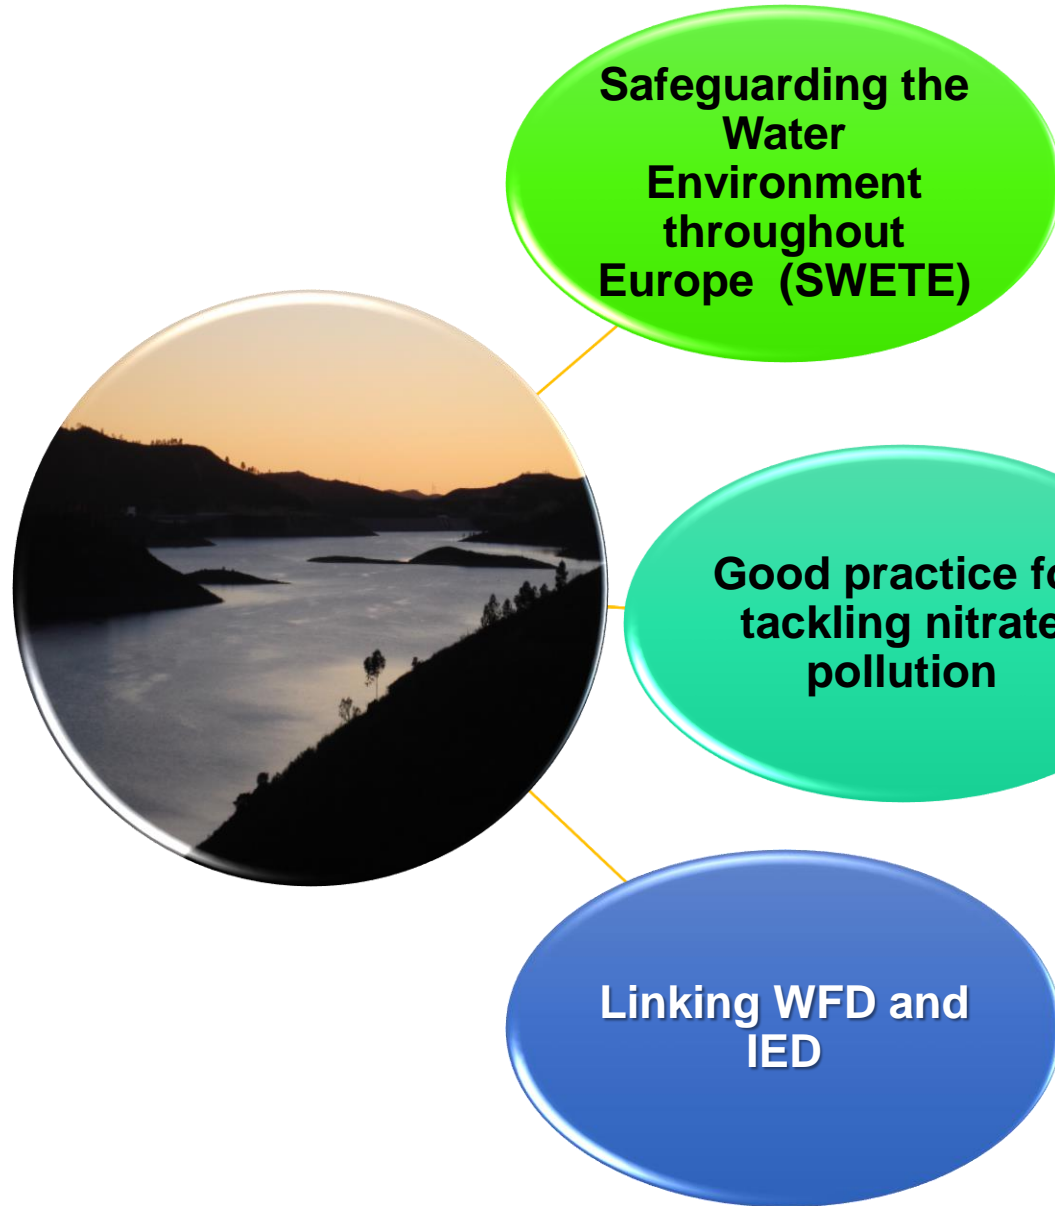 Safeguarding the
Water
Environment
throughout
Europe (SWETE)
Good practice fo
tackling nitrate
pollution
Linking WFD and
IED